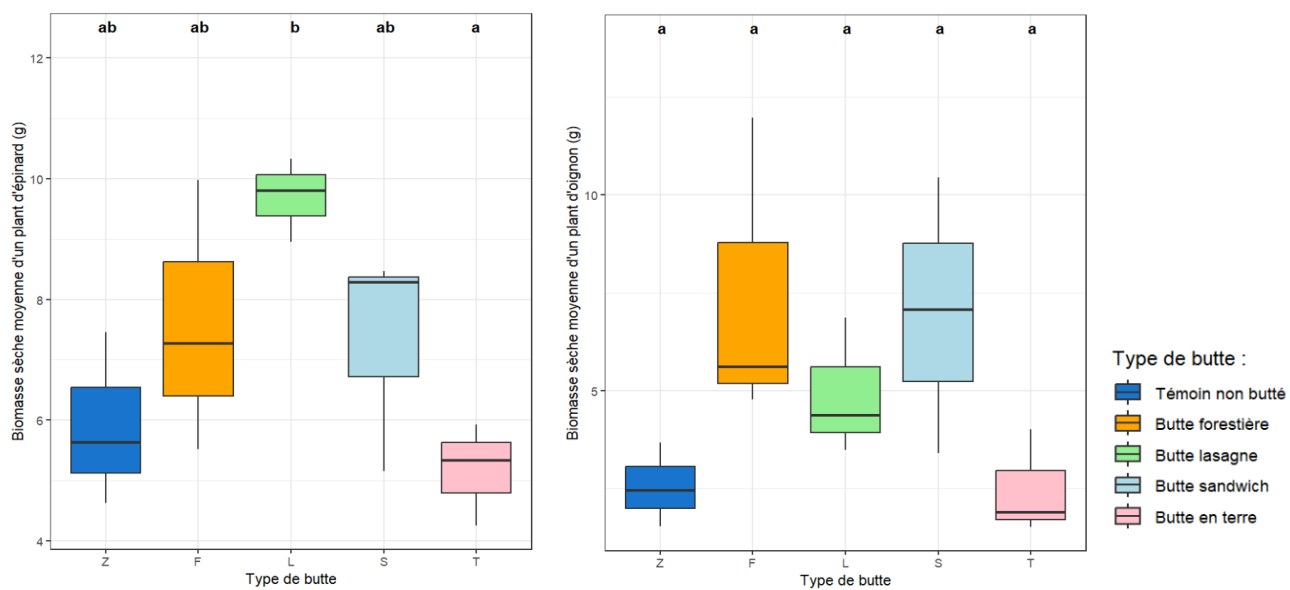 ab ab b ab a
12
10
8
6
4
Biomasse sèche moyenne d'un plant d'épinard (g)
Z F L S T
Type de butte
a a a a a
10
5
Biomasse sèche moyenne d'un plant d'oignon (g)
Z F L S T
Type de butte
Type de butte :
Témoin non butté
Butte forestière
Butte lasagne
Butte sandwich
Butte en terre